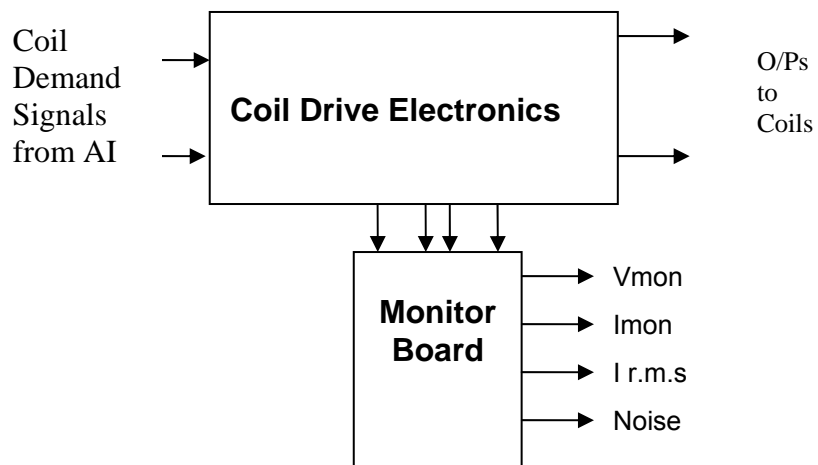 Coil
Demand
Signals
from AI
Coil Drive Electronics
O/Ps
to
Coils
Monitor
Board
Vmon
Imon
I r.m.s
Noise